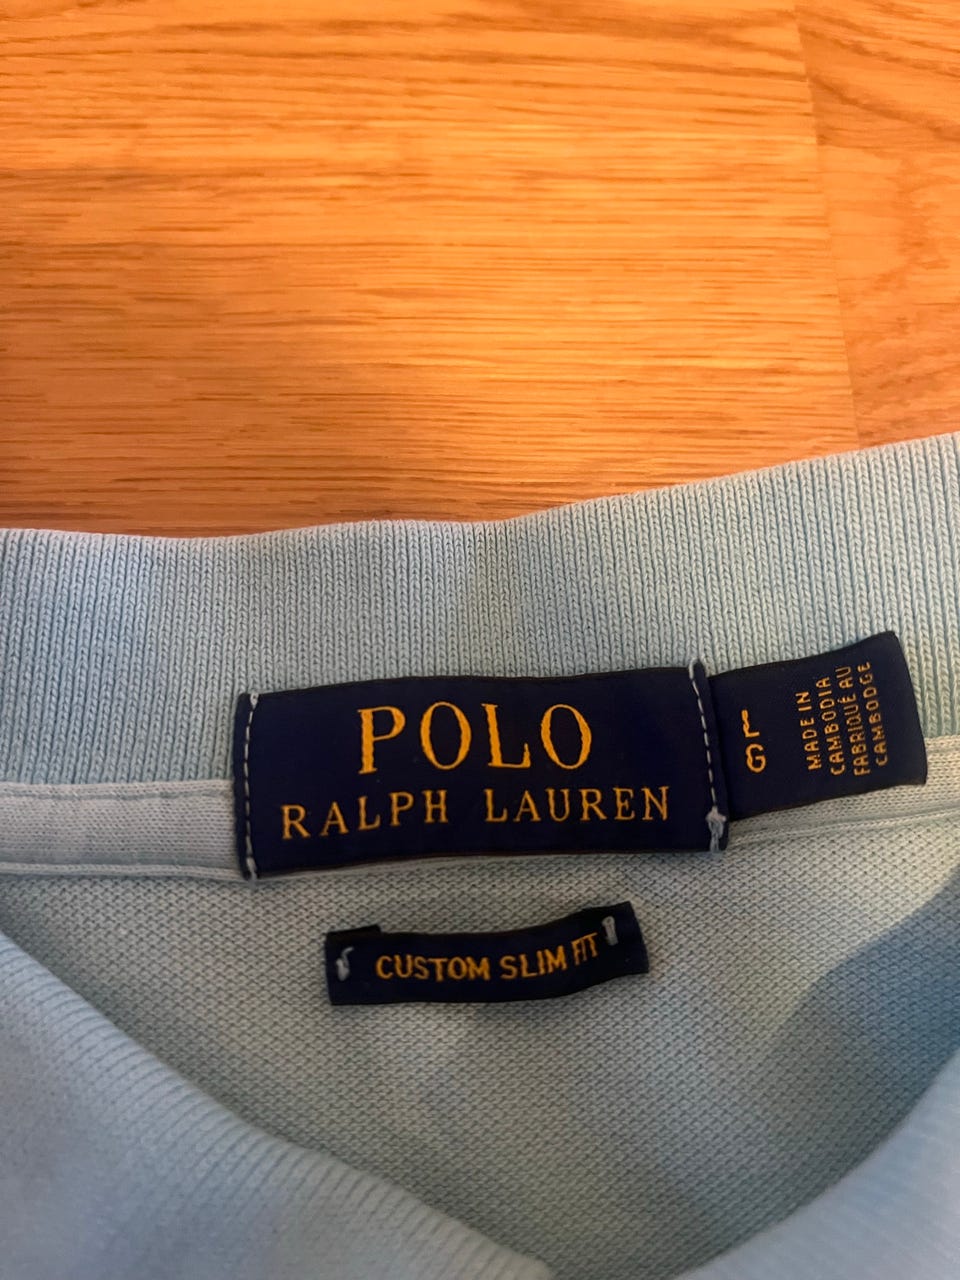 POLO
RALPH LAUREN
G L
MADE IN
CAMBODIA
FABRIQUÉ AU
CAMBODGE
CUSTOM SLIM FIT